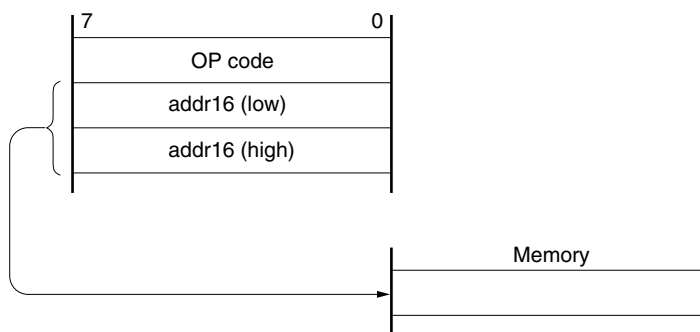 7 0
OP code
addr16 (low)
addr16 (high)
Memory